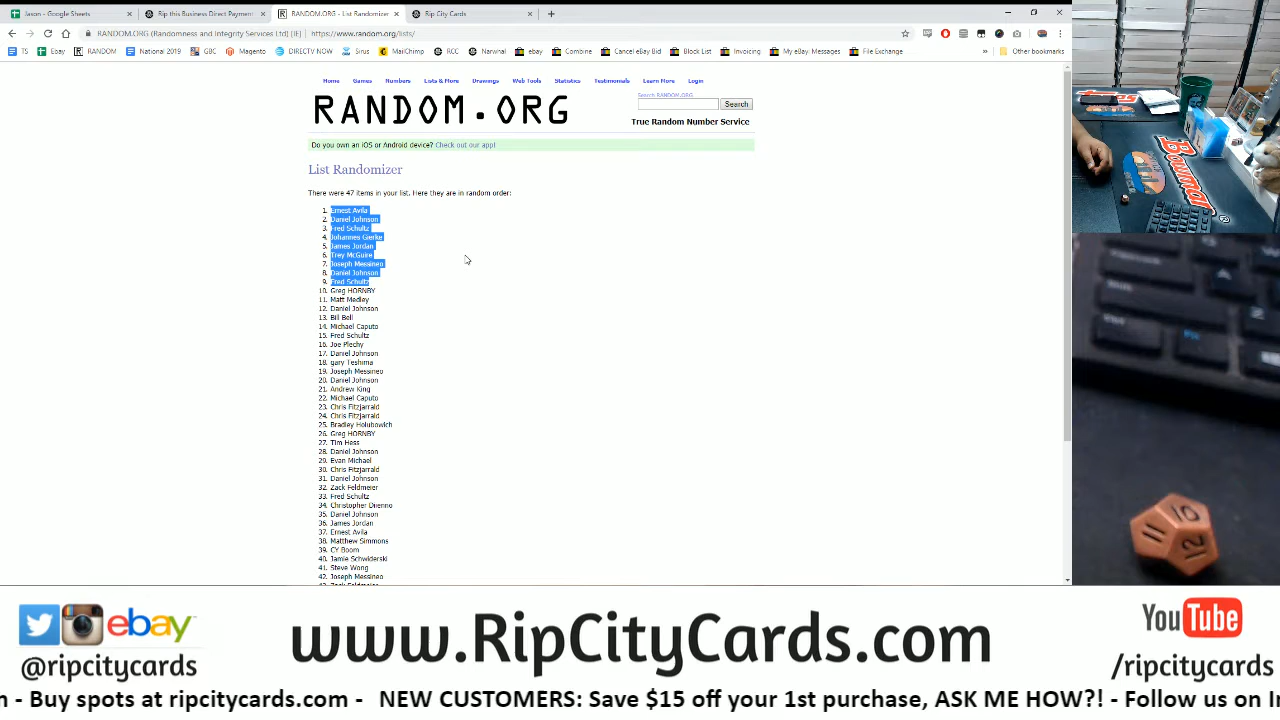 Jason - Google Sheets
Rip this Business Direct Payment
RANDOM.ORG - List Randomizer
Rip City Cards
RANDOM.ORG (Randomness and Integrity Services Ltd) [IE] | https://www.random.org/lists/
TS Ebay RANDOM National 2019 GBC Magento DIRECTV NOW Sirus MailChimp RCC Narwhal ebay Combine Cancel eBay Bid Block List Invoicing My eBay: Messages File Exchange » Other bookmarks
Home Games Numbers Lists & More Drawings Web Tools Statistics Testimonials Learn More Login
RANDOM.ORG
Search RANDOM.ORG
Search
True Random Number Service
Do you own an iOS or Android device? Check out our app!
List Randomizer
There were 47 items in your list. Here they are in random order:
1. Ernest Avila
2. Daniel Johnson
3. Fred Schultz
4. Johannes Gierke
5. James Jordan
6. Trey McGuire
7. Joseph Messineo
8. Daniel Johnson
9. Fred Schultz
10. Greg HORNBY
11. Matt Medley
12. Daniel Johnson
13. Bill Bell
14. Michael Caputo
15. Fred Schultz
16. Joe Plechy
17. Daniel Johnson
18. gary Teshima
19. Joseph Messineo
20. Daniel Johnson
21. Andrew King
22. Michael Caputo
23. Chris Fitzjarrald
24. Chris Fitzjarrald
25. Bradley Holubowich
26. Greg HORNBY
27. Tim Hess
28. Daniel Johnson
29. Evan Michael
30. Chris Fitzjarrald
31. Daniel Johnson
32. Zack Feldmeier
33. Fred Schultz
34. Christopher Diienno
35. Daniel Johnson
36. James Jordan
37. Ernest Avila
38. Matthew Simmons
39. CY Boom
40. Jamie Schwiderski
41. Steve Wong
42. Joseph Messineo
Bowman
10
11
12
ebay
@ripcitycards
www.RipCityCards.com
YouTube
/ripcitycards
n - Buy spots at ripcitycards.com - NEW CUSTOMERS: Save $15 off your 1st purchase, ASK ME HOW?! - Follow us on In